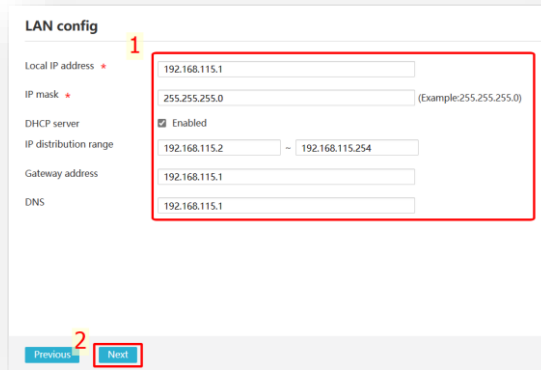 LAN config
1
Local IP address * 192.168.115.1
IP mask * 255.255.255.0 (Example:255.255.255.0)
DHCP server Enabled
IP distribution range 192.168.115.2 ~ 192.168.115.254
Gateway address 192.168.115.1
DNS 192.168.115.1
2
Previous Next